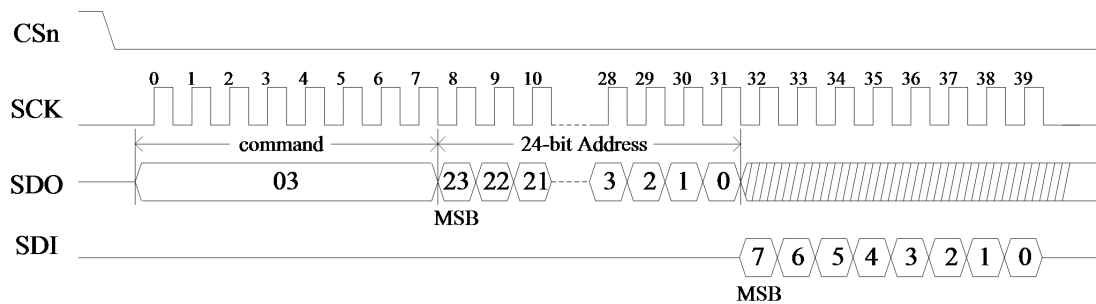 CSn
0 1 2 3 4 5 6 7 8 9 10 28 29 30 31 32 33 34 35 36 37 38 39
SCK
command 24-bit Address
SDO 03 23 22 21 3 2 1 0
MSB
SDI 7 6 5 4 3 2 1 0
MSB